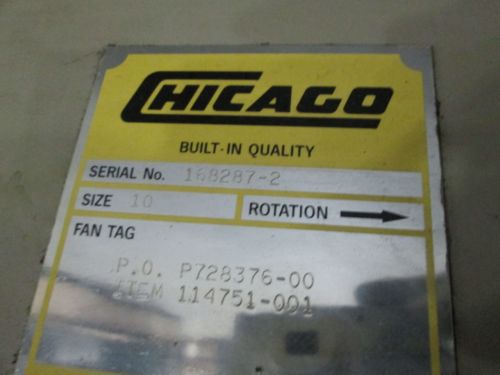 CHICAGO
BUILT-IN QUALITY
SERIAL No. 168287-2
SIZE 10 ROTATION
FAN TAG
P.O. P728376-00
ITEM 114751-001